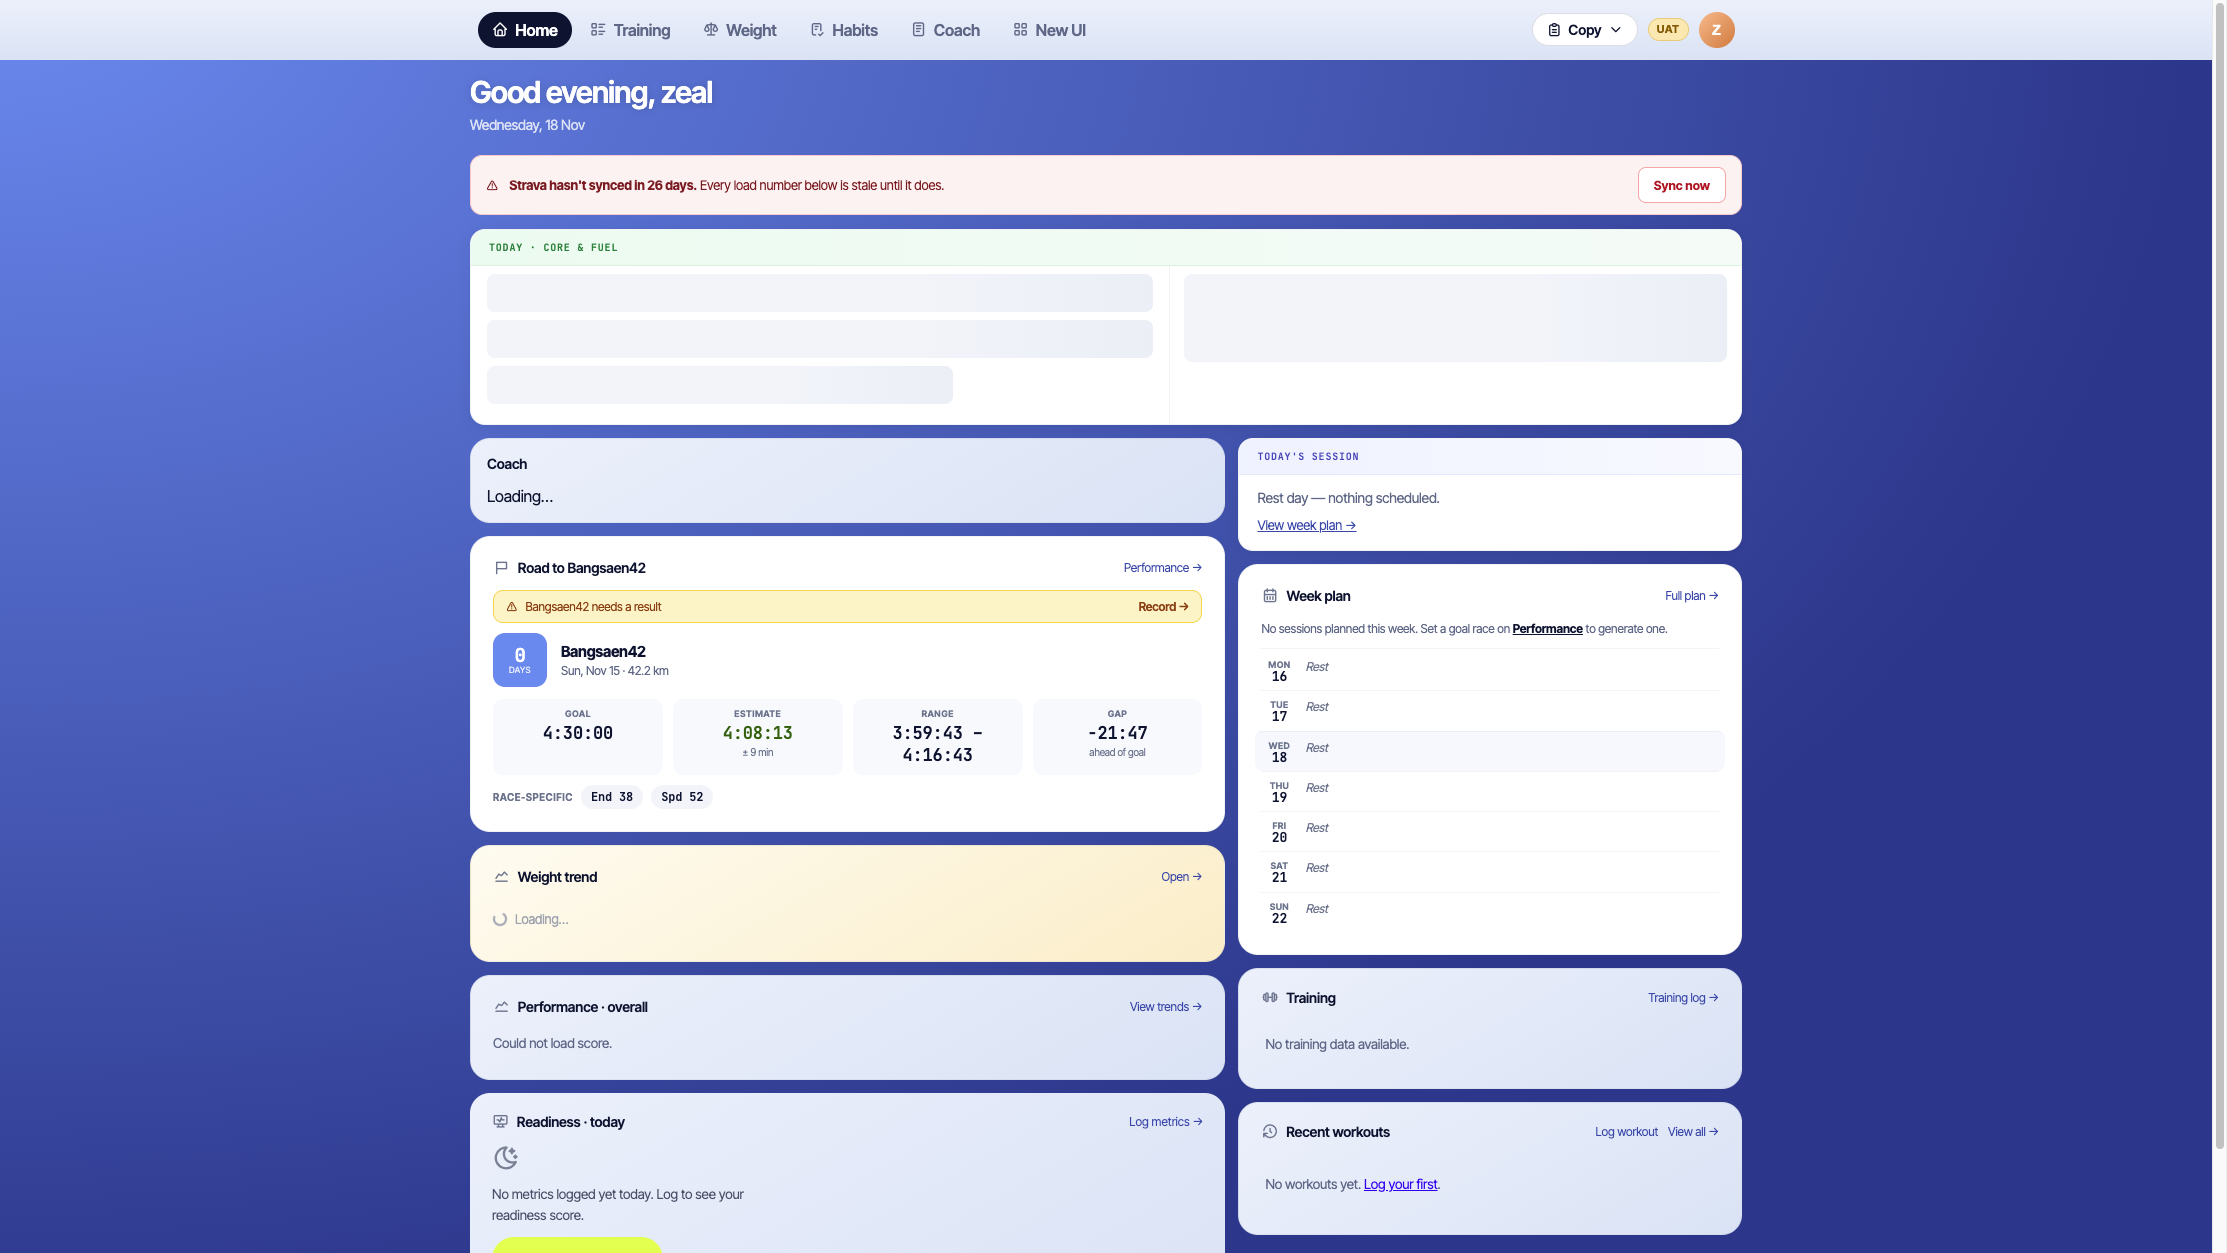 Home
Training
Weight
Habits
Coach
New UI
Copy
UAT
Z
Good evening, zeal
Wednesday, 18 Nov
Strava hasn't synced in 26 days. Every load number below is stale until it does.
Sync now
TODAY · CORE & FUEL
Coach
Loading...
TODAY'S SESSION
Rest day — nothing scheduled.
View week plan →
Road to Bangsaen42
Performance →
Bangsaen42 needs a result
Record →
0
DAYS
Bangsaen42
Sun, Nov 15 · 42.2 km
GOAL
4:30:00
ESTIMATE
4:08:13
± 9 min
RANGE
3:59:43 –
4:16:43
GAP
-21:47
ahead of goal
RACE-SPECIFIC
End 38
Spd 52
Week plan
Full plan →
No sessions planned this week. Set a goal race on Performance to generate one.
MON
16
Rest
TUE
17
Rest
WED
18
Rest
THU
19
Rest
FRI
20
Rest
SAT
21
Rest
SUN
22
Rest
Weight trend
Open →
Loading...
Performance · overall
View trends →
Could not load score.
Training
Training log →
No training data available.
Readiness · today
Log metrics →
No metrics logged yet today. Log to see your
readiness score.
Recent workouts
Log workout
View all →
No workouts yet. Log your first.